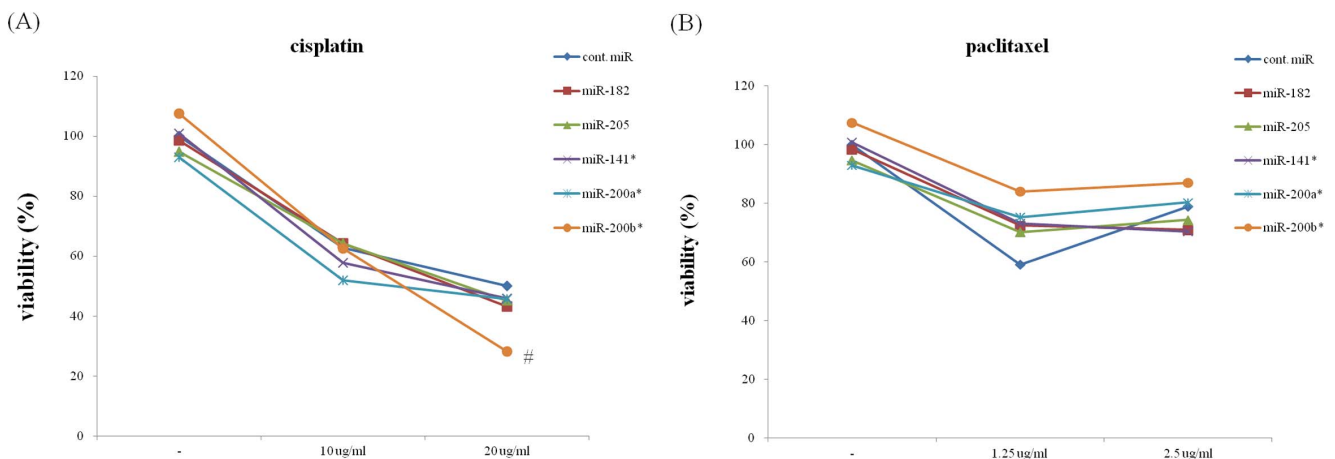 (A)
cisplatin
viability (%)
120
100
80
60
40
20
0
-
10 ug/ml
20 ug/ml
#
cont. miR
miR-182
miR-205
miR-141*
miR-200a*
miR-200b*
(B)
paclitaxel
viability (%)
120
100
80
60
40
20
0
-
1.25 ug/ml
2.5 ug/ml
cont. miR
miR-182
miR-205
miR-141*
miR-200a*
miR-200b*